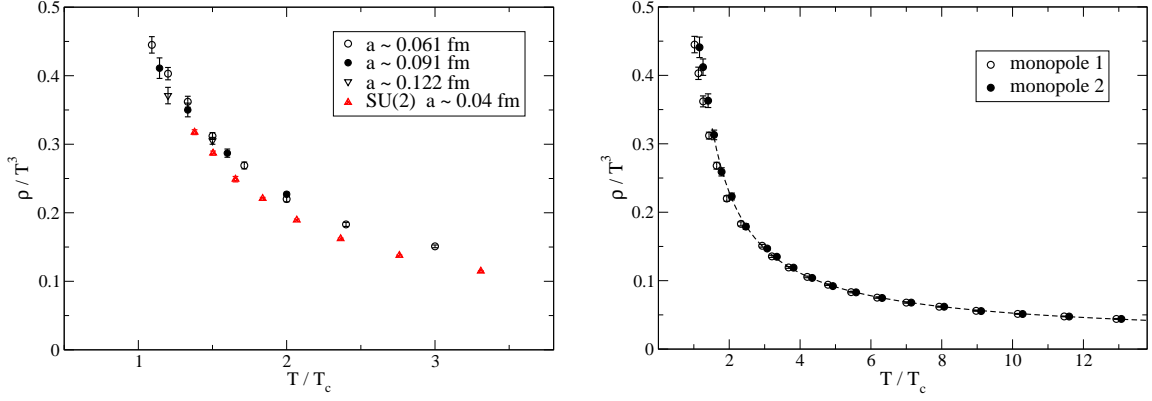 0.5
0.4
0.3
0.2
0.1
0
ρ / T³
1 2 3
T / T_c
a ~ 0.061 fm
a ~ 0.091 fm
a ~ 0.122 fm
SU(2) a ~ 0.04 fm
0.5
0.4
0.3
0.2
0.1
0
ρ / T³
2 4 6 8 10 12
T / T_c
monopole 1
monopole 2